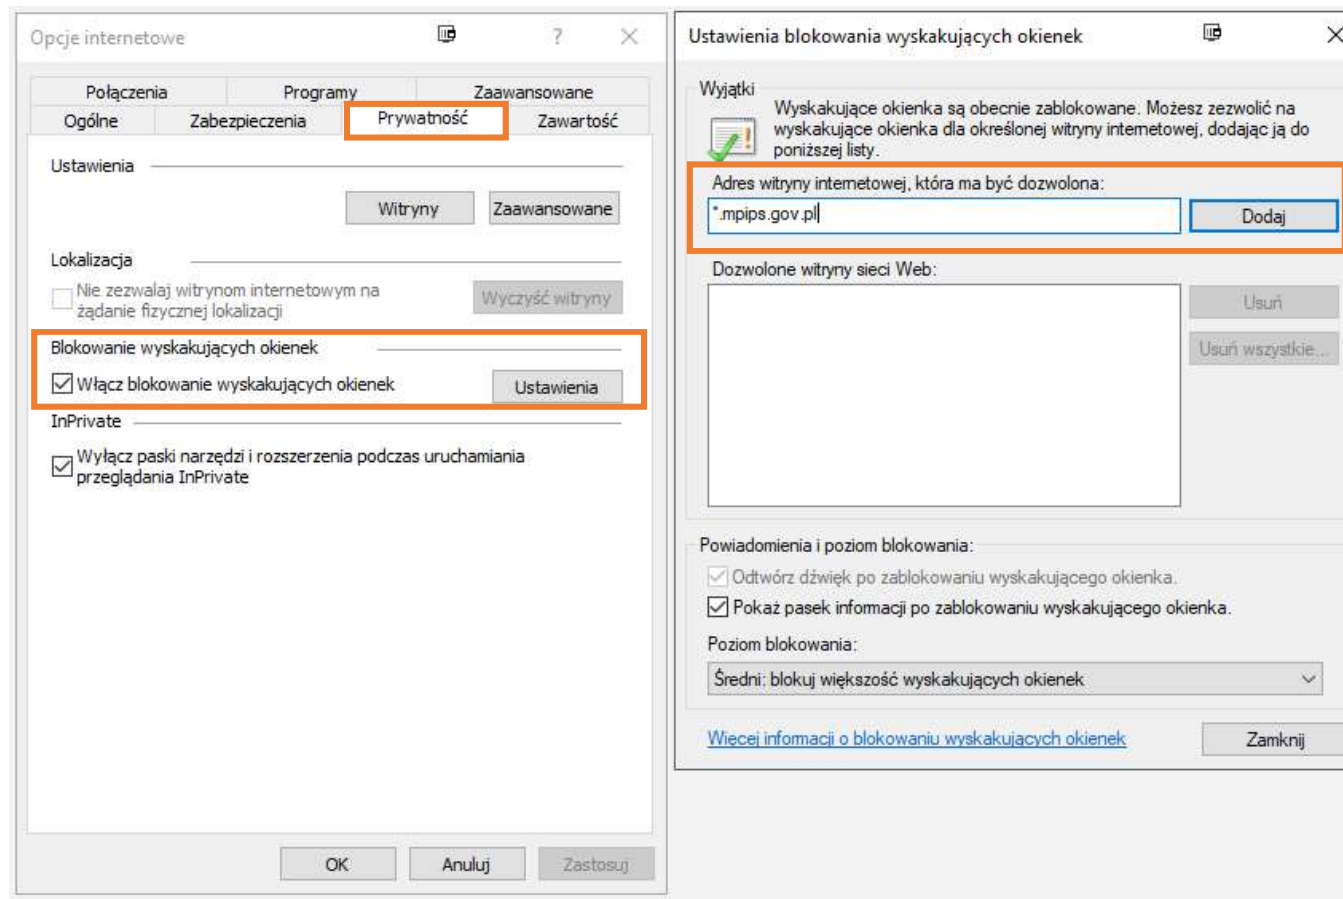 Opcje internetowe
Połączenia Programy Zaawansowane
Ogólne Zabezpieczenia Prywatność Zawartość
Ustawienia
Witryny Zaawansowane
Lokalizacja
Nie zezwalaj witrynom internetowym na
żądanie fizycznej lokalizacji
Wyczyść witryny
Blokowanie wyskakujących okienek
Włącz blokowanie wyskakujących okienek Ustawienia
InPrivate
Wyłącz paski narzędzi i rozszerzenia podczas uruchamiania
przeglądania InPrivate
OK Anuluj Zastosuj
Ustawienia blokowania wyskakujących okienek
Wyjątki
Wyskakujące okienka są obecnie zablokowane. Możesz zezwolić na
wyskakujące okienka dla określonej witryny internetowej, dodając ją do
poniższej listy.
Adres witryny internetowej, która ma być dozwolona:
*.mpips.gov.pl Dodaj
Dozwolone witryny sieci Web:
Usuń
Usuń wszystkie...
Powiadomienia i poziom blokowania:
Odtwórz dźwięk po zablokowaniu wyskakującego okienka.
Pokaż pasek informacji po zablokowaniu wyskakującego okienka.
Poziom blokowania:
Średni: blokuj większość wyskakujących okienek
Więcej informacji o blokowaniu wyskakujących okienek Zamknij